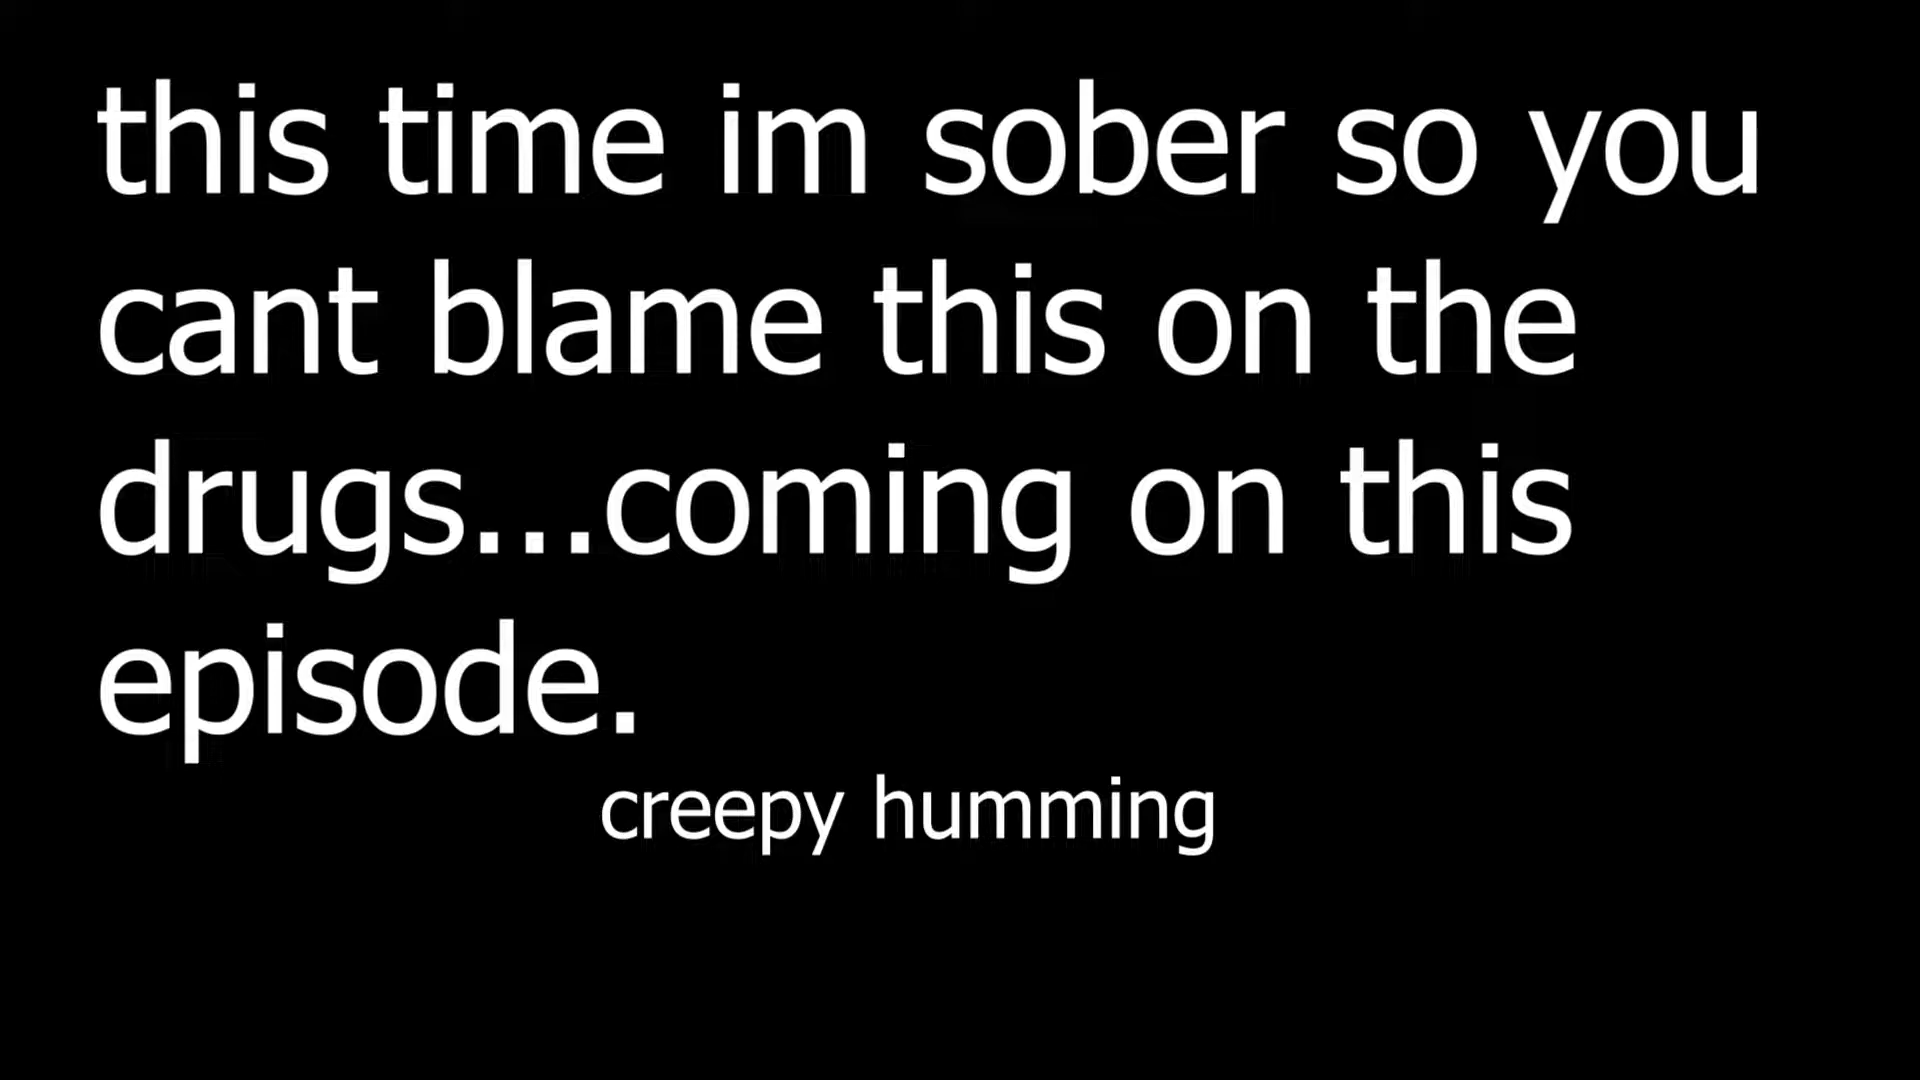 this time im sober so you
cant blame this on the
drugs...coming on this
episode.
creepy humming